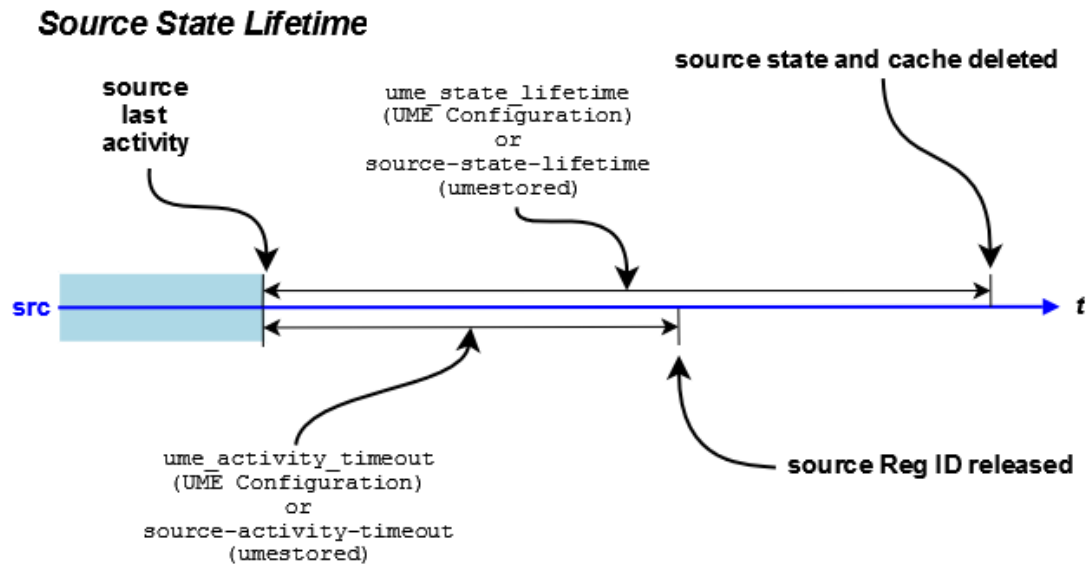 Source State Lifetime
source
last
activity
ume_state_lifetime
(UME Configuration)
or
source-state-lifetime
(umestored)
source state and cache deleted
src
t
ume_activity_timeout
(UME Configuration)
or
source-activity-timeout
(umestored)
source Reg ID released